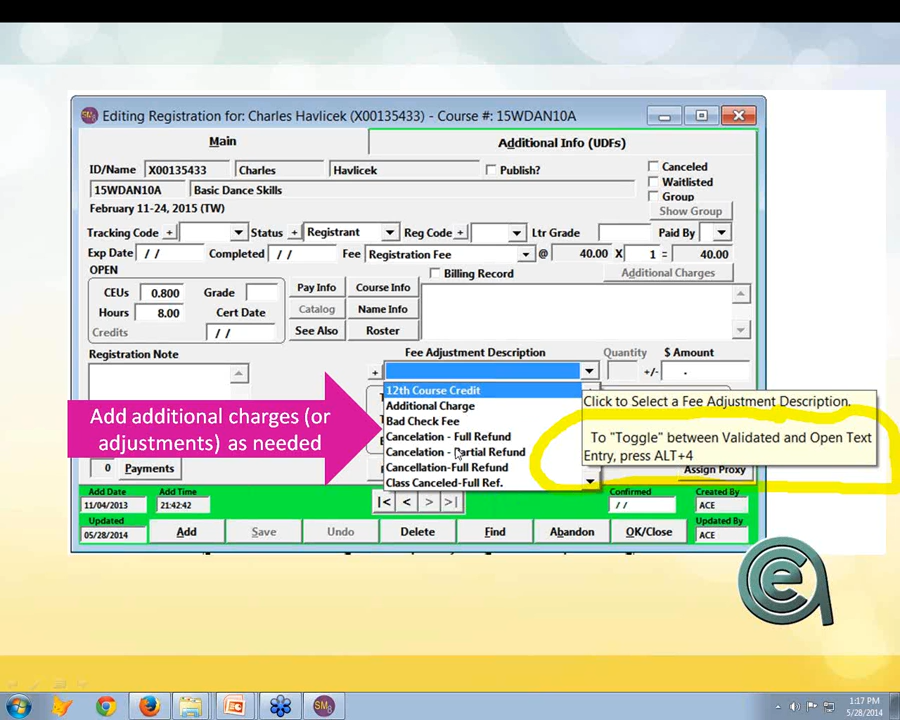 SM8 Editing Registration for: Charles Havlicek (X00135433) - Course #: 15WDAN10A
Main Additional Info (UDFs)
ID/Name X00135433 Charles Havlicek Publish? Canceled
15WDAN10A Basic Dance Skills Waitlisted
Group
February 11-24, 2015 (TW) Show Group
Tracking Code + Status + Registrant Reg Code + Ltr Grade Paid By
Exp Date / / Completed / / Fee Registration Fee @ 40.00 X 1 = 40.00
OPEN Billing Record Additional Charges
CEUs 0.800 Grade Pay Info Course Info
Hours 8.00 Cert Date Catalog Name Info
Credits / / See Also Roster
Registration Note Fee Adjustment Description Quantity $ Amount
+ +/- .
12th Course Credit
Additional Charge
Bad Check Fee
Cancelation - Full Refund
Cancelation - Partial Refund
Cancellation-Full Refund
Class Canceled-Full Ref.
Click to Select a Fee Adjustment Description.
To "Toggle" between Validated and Open Text
Entry, press ALT+4
Add additional charges (or
adjustments) as needed
0 Payments Assign Proxy
Add Date Add Time |< < > >| Confirmed Created By
11/04/2013 21:42:42 / / ACE
Updated Updated By
05/28/2014 Add Save Undo Delete Find Abandon OK/Close ACE
1:17 PM
5/28/2014